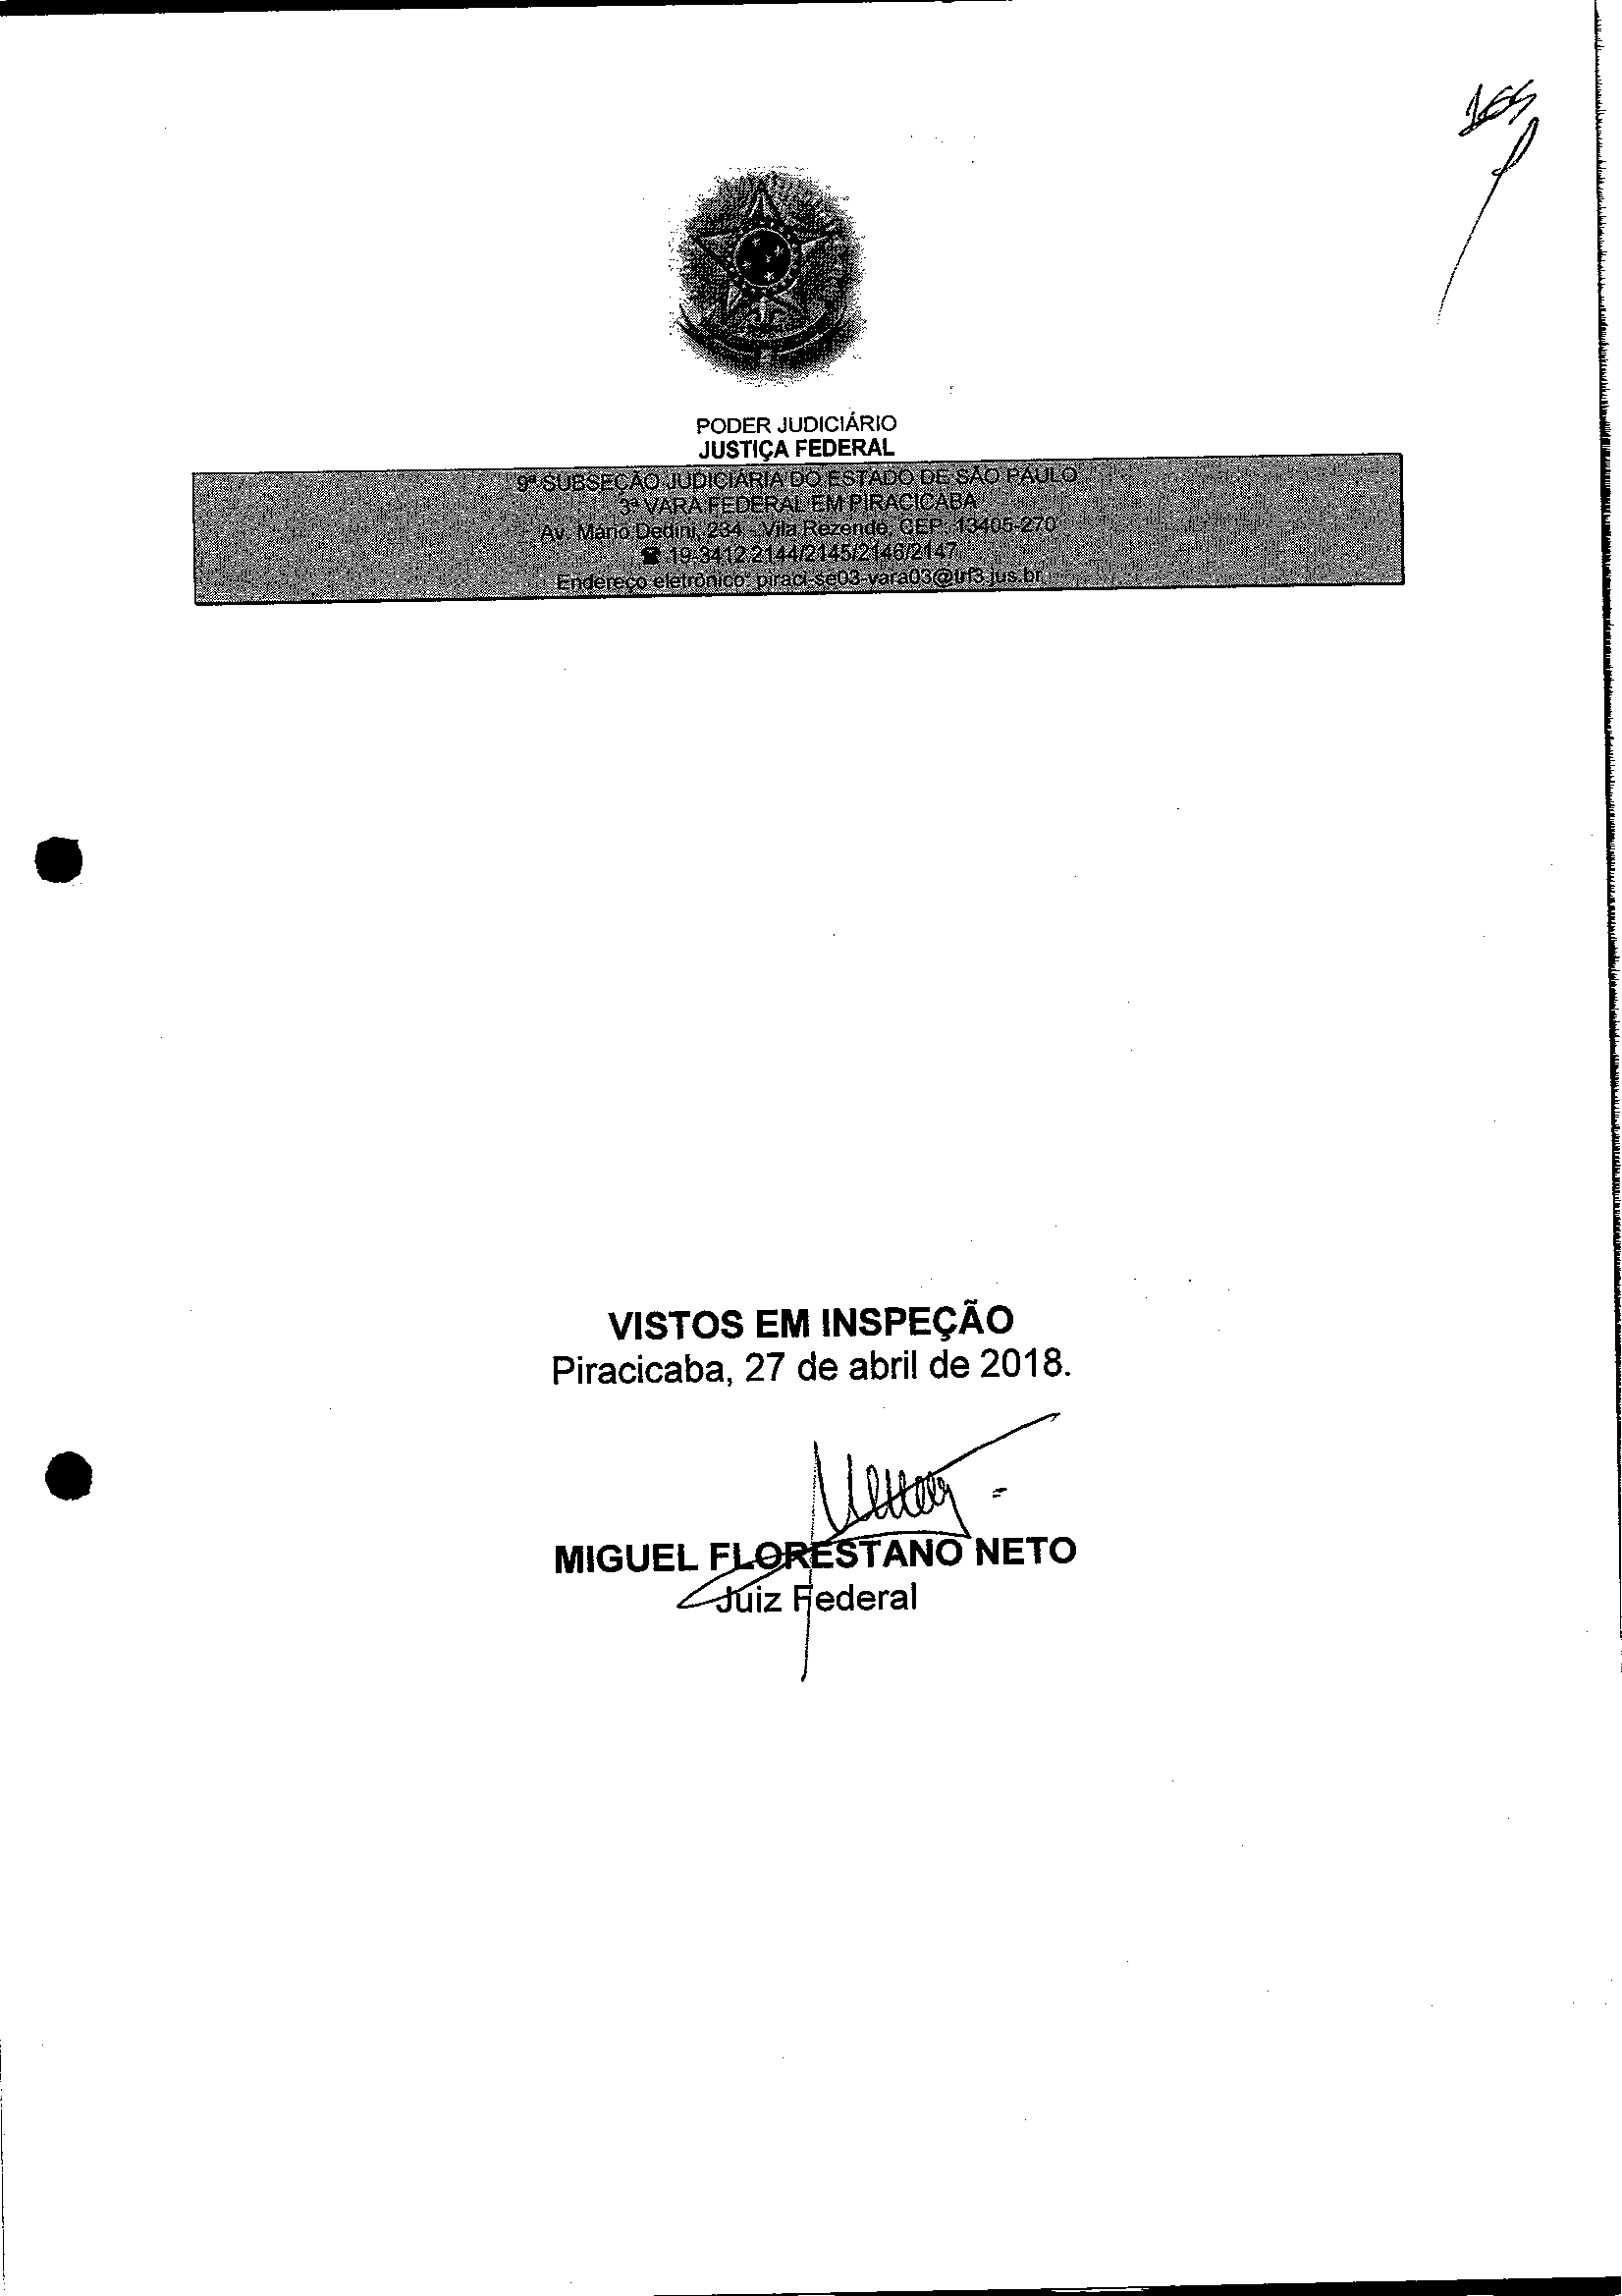 PODER JUDICIÁRIO
JUSTIÇA FEDERAL
9ª SUBSEÇÃO JUDICIÁRIA DO ESTADO DE SÃO PAULO
3ª VARA FEDERAL EM PIRACICABA
Av. Mário Dedini, 234 - Vila Rezende, CEP: 13405-270
☎ 19-3412.2144/2145/2146/2147
Endereço eletrônico: piraci-se03-vara03@trf3.jus.br
VISTOS EM INSPEÇÃO
Piracicaba, 27 de abril de 2018.
MIGUEL FLORESTANO NETO
Juiz Federal